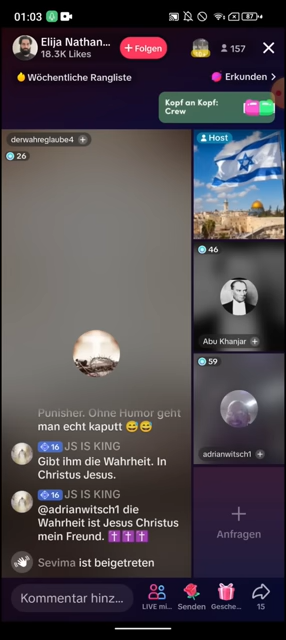 01:03
87
Elija Nathan...
18.3K Likes
+ Folgen
157
Wöchentliche Rangliste
Erkunden >
Kopf an Kopf:
Crew
derwahreglaube4 +
26
Host
46
Abu Khanjar +
59
adrianwitsch1 +
Punisher. Ohne Humor geht
man echt kaputt 😅😅
16 JS IS KING
Gibt ihm die Wahrheit. In
Christus Jesus.
16 JS IS KING
@adrianwitsch1 die
Wahrheit ist Jesus Christus
mein Freund. ✝️✝️✝️
Sevima ist beigetreten
+
Anfragen
Kommentar hinz...
LIVE mi...
Senden
Gesche...
15